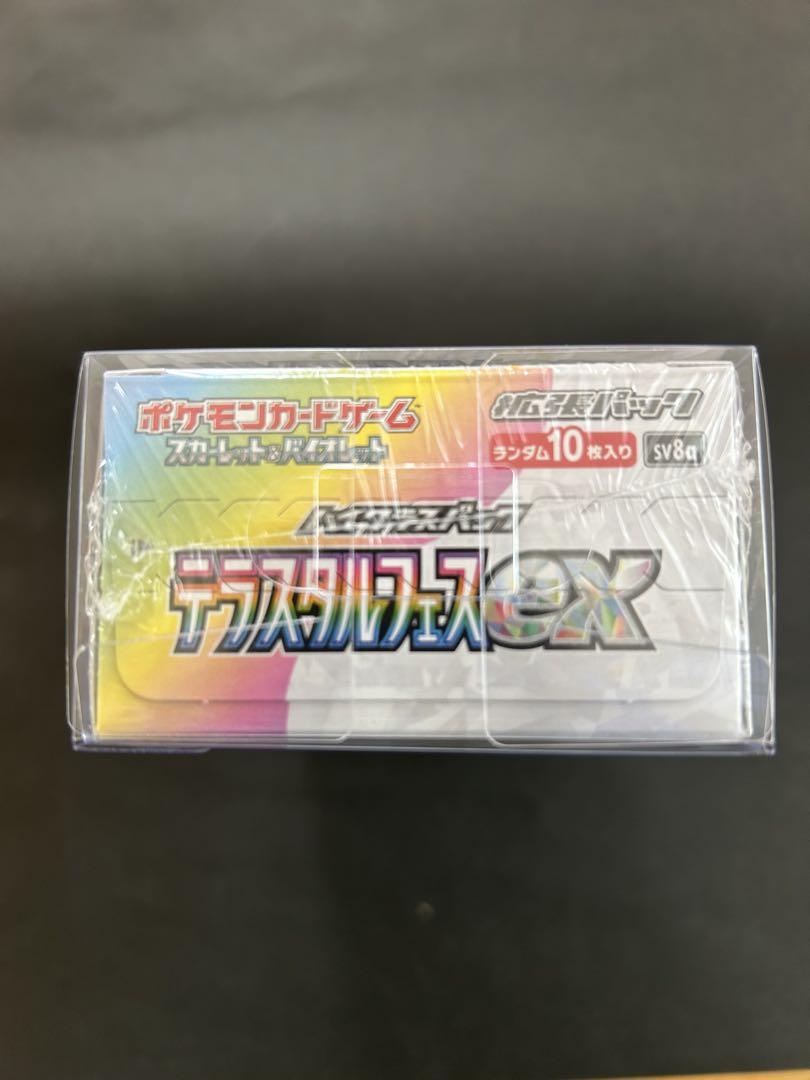 ポケモンカードゲーム
スカーレット&バイオレット
拡張パック
ランダム10枚入り
SV8a
ハイクラスパック
テラスタルフェスex